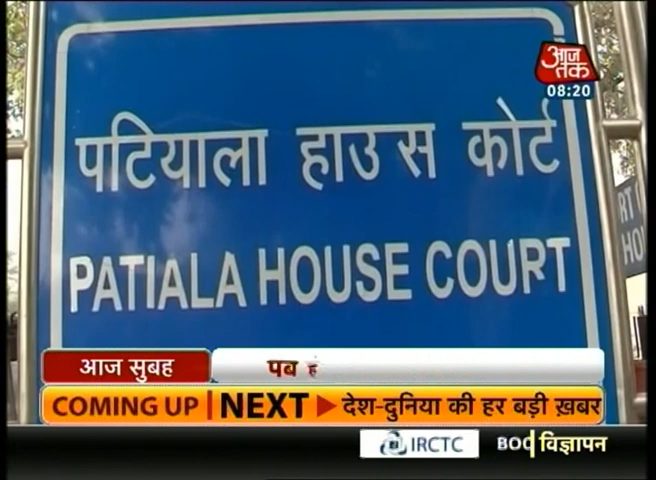 आज तक
08:20
पटियाला हाउस कोर्ट
PATIALA HOUSE COURT
आज सुबह
COMING UP | NEXT देश-दुनिया की हर बड़ी ख़बर
IRCTC
विज्ञापन